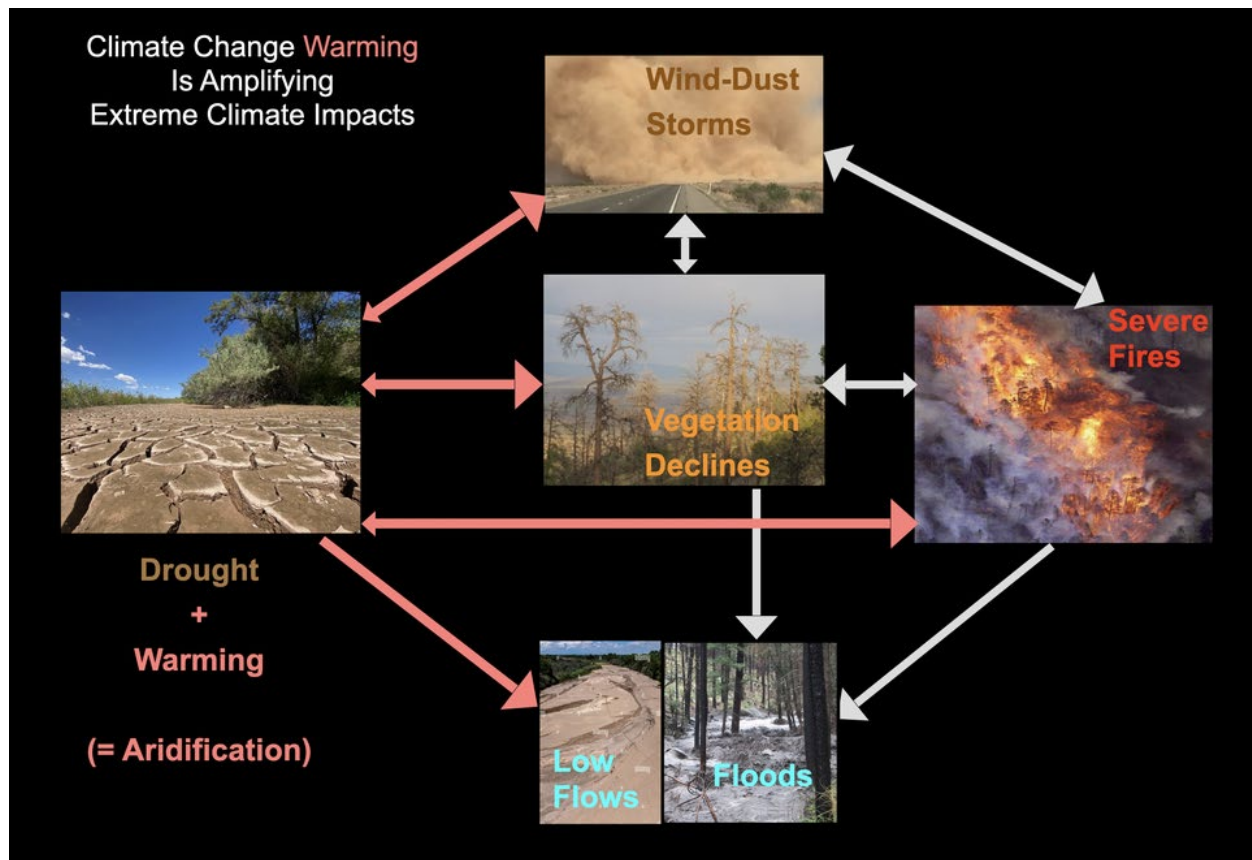 Climate Change Warming
Is Amplifying
Extreme Climate Impacts
Wind-Dust
Storms
Severe
Fires
Vegetation
Declines
Drought
+
Warming
(= Aridification)
Low
Flows
Floods